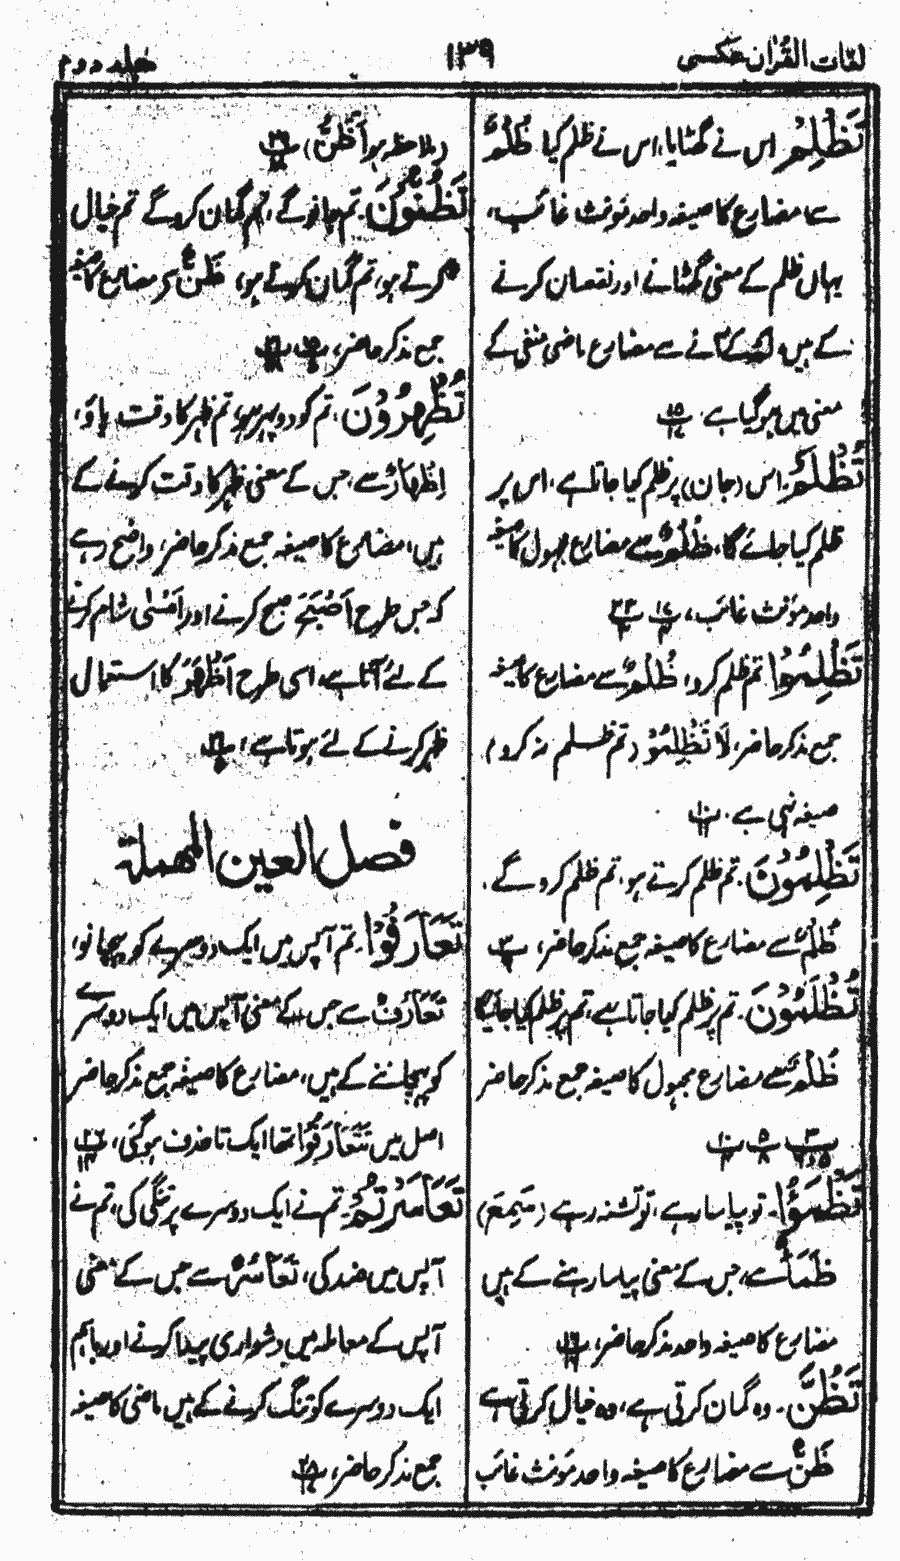 لغات القرآن عکسی
۱۳۹
جلد دوم
تَظْلِمْ اس نے گھٹایا، اس نے ظلم کیا، ظُلْمٌ
سے مضارع کا صیغہ واحد مؤنث غائب،
یہاں ظلم کے معنی گھٹانے اور نقصان کرنے
کے ہیں، لم کے آنے سے مضارع ماضی منفی کے
معنی میں ہو گیا ہے، ۱۵ ۱۷
تُظْلَمُ، اس (جان) پر ظلم کیا جاتا ہے، اس پر
ظلم کیا جائے گا، ظُلْمٌ سے مضارع مجہول کا صیغہ
واحد مؤنث غائب،
تَظْلِمُوْا تم ظلم کرو، ظُلْمٌ سے مضارع کا صیغہ
جمع مذکر حاضر، لَا تَظْلِمُوْا (تم ظلم نہ کرو)
صیغہ نہی ہے، پ ۱۱
تَظْلِمُوْنَ، تم ظلم کرتے ہو، تم ظلم کرو گے،
ظُلْمٌ سے مضارع کا صیغہ جمع مذکر حاضر، پ
تُظْلَمُوْنَ، تم پر ظلم کیا جاتا ہے، تم پر ظلم کیا جائیگا
ظُلْمٌ سے مضارع مجہول کا صیغہ جمع مذکر حاضر
پ ۵ ۸ پ
تَظْمَؤُا، تو پیاسا رہے، تو تشنہ رہے (سَمِعَ)
ظَمَأٌ سے، جس کے معنی پیاسا رہنے کے ہیں
مضارع کا صیغہ واحد مذکر حاضر، ۱۶
تَظُنُّ، وہ گمان کرتی ہے، وہ خیال کرتی ہے
ظَنٌّ سے مضارع کا صیغہ واحد مؤنث غائب
(ملاحظہ ہو اَظُنُّ)،
تَظُنُّوْنَ، تم جانو گے، تم گمان کرو گے، تم خیال
کرتے ہو، تم گمان کرتے ہو، ظَنٌّ سے مضارع کا صیغہ
جمع مذکر حاضر،
تُظْهِرُوْنَ، تم کو دوپہر ہو، تم ظہر کا وقت پاؤ،
اِظْهَارٌ سے، جس کے معنی ظہر کا وقت کرنے کے
ہیں، مضارع کا صیغہ جمع مذکر حاضر، واضح رہے
کہ جس طرح اَصْبَحَ صبح کرنے اور اَمْسٰی شام کرنے
کے لئے آتا ہے، اسی طرح اَظْهَرَ کا استعمال
ظہر کرنے کے لئے ہوتا ہے، ۲۱
فصل العین المہملة
تَعَارَفُوْا، تم آپس میں ایک دوسرے کو پہچانو،
تَعَارُفٌ سے جس کے معنی آپس میں ایک دوسرے
کو پہچاننے کے ہیں، مضارع کا صیغہ جمع مذکر حاضر
اصل میں تَتَعَارَفُوْا تھا ایک تا حذف ہو گئی، ۲۶ ۱۴
تَعَاسَرْتُمْ، تم نے ایک دوسرے پر تنگی کی، تم نے
آپس میں ضد کی، تَعَاسُرٌ سے جس کے معنی
آپس کے معاملہ میں دشواری پیدا کرنے اور باہم
ایک دوسرے کو تنگ کرنے کے ہیں ماضی کا صیغہ
جمع مذکر حاضر، ۲۸ ۱۷